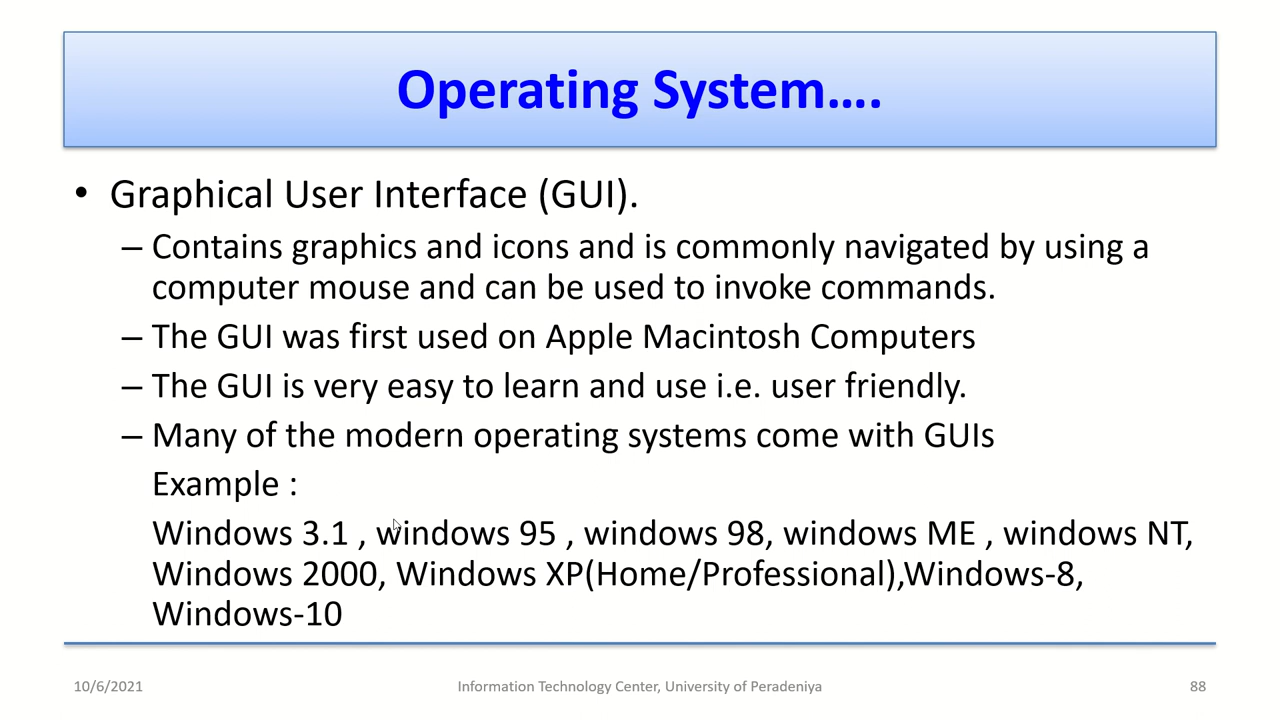 Operating System....
• Graphical User Interface (GUI).
– Contains graphics and icons and is commonly navigated by using a
computer mouse and can be used to invoke commands.
– The GUI was first used on Apple Macintosh Computers
– The GUI is very easy to learn and use i.e. user friendly.
– Many of the modern operating systems come with GUIs
Example :
Windows 3.1 , windows 95 , windows 98, windows ME , windows NT,
Windows 2000, Windows XP(Home/Professional),Windows-8,
Windows-10
10/6/2021 Information Technology Center, University of Peradeniya 88